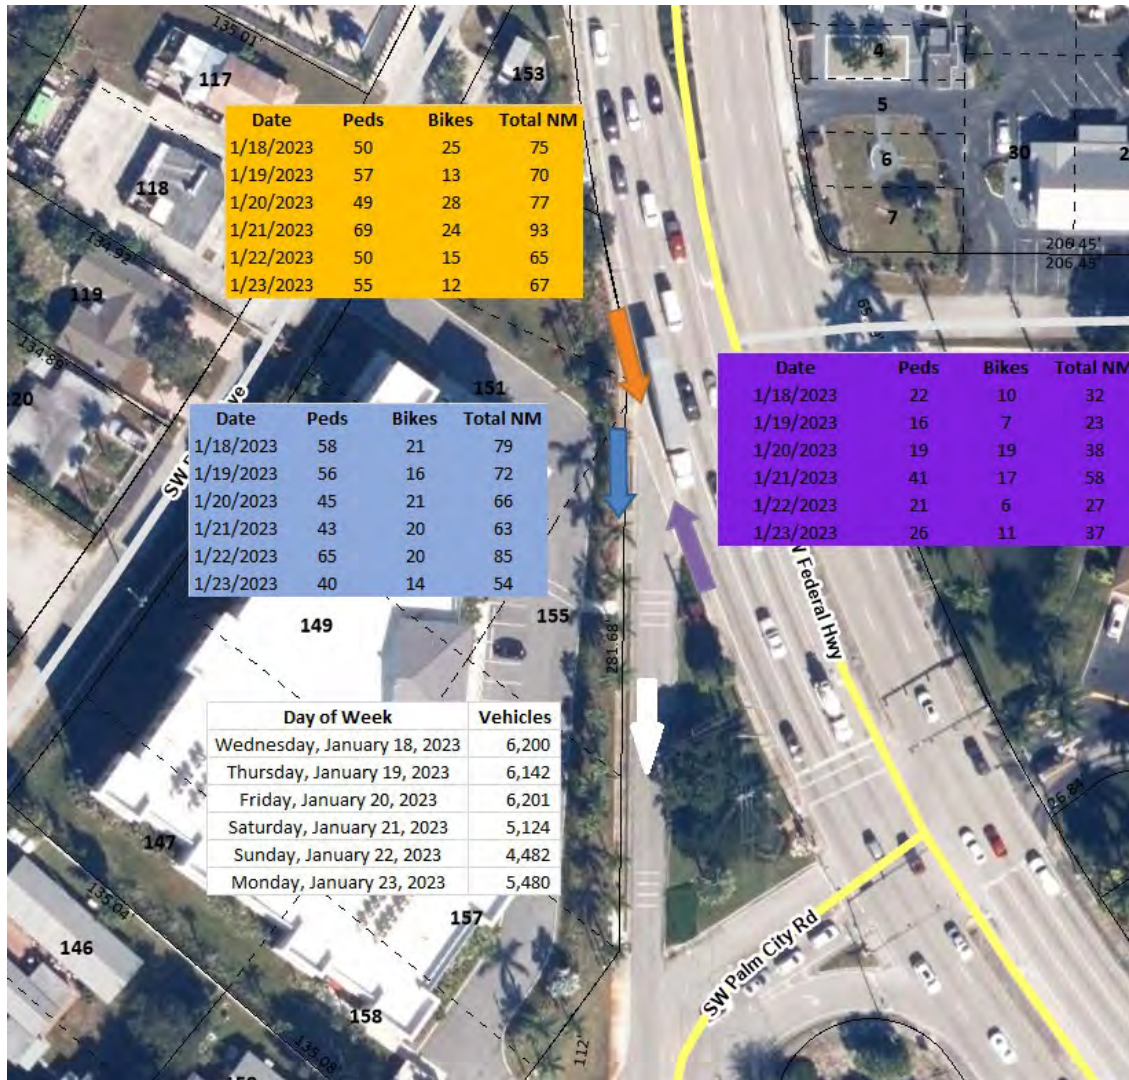 135.01'
117
153
4
5
6
7
30
2
118
134.92'
206.45'
206.45'
119
134.89'
Date Peds Bikes Total NM
1/18/2023 50 25 75
1/19/2023 57 13 70
1/20/2023 49 28 77
1/21/2023 69 24 93
1/22/2023 50 15 65
1/23/2023 55 12 67
151
Date Peds Bikes Total NM
1/18/2023 22 10 32
1/19/2023 16 7 23
1/20/2023 19 19 38
1/21/2023 41 17 58
1/22/2023 21 6 27
1/23/2023 26 11 37
Date Peds Bikes Total NM
1/18/2023 58 21 79
1/19/2023 56 16 72
1/20/2023 45 21 66
1/21/2023 43 20 63
1/22/2023 65 20 85
1/23/2023 40 14 54
SW
ve
20
W Federal Hwy
149
155
281.68'
Day of Week Vehicles
Wednesday, January 18, 2023 6,200
Thursday, January 19, 2023 6,142
Friday, January 20, 2023 6,201
Saturday, January 21, 2023 5,124
Sunday, January 22, 2023 4,482
Monday, January 23, 2023 5,480
26.84
147
135.04'
146
157
SW Palm City Rd
158
135.08'
112'